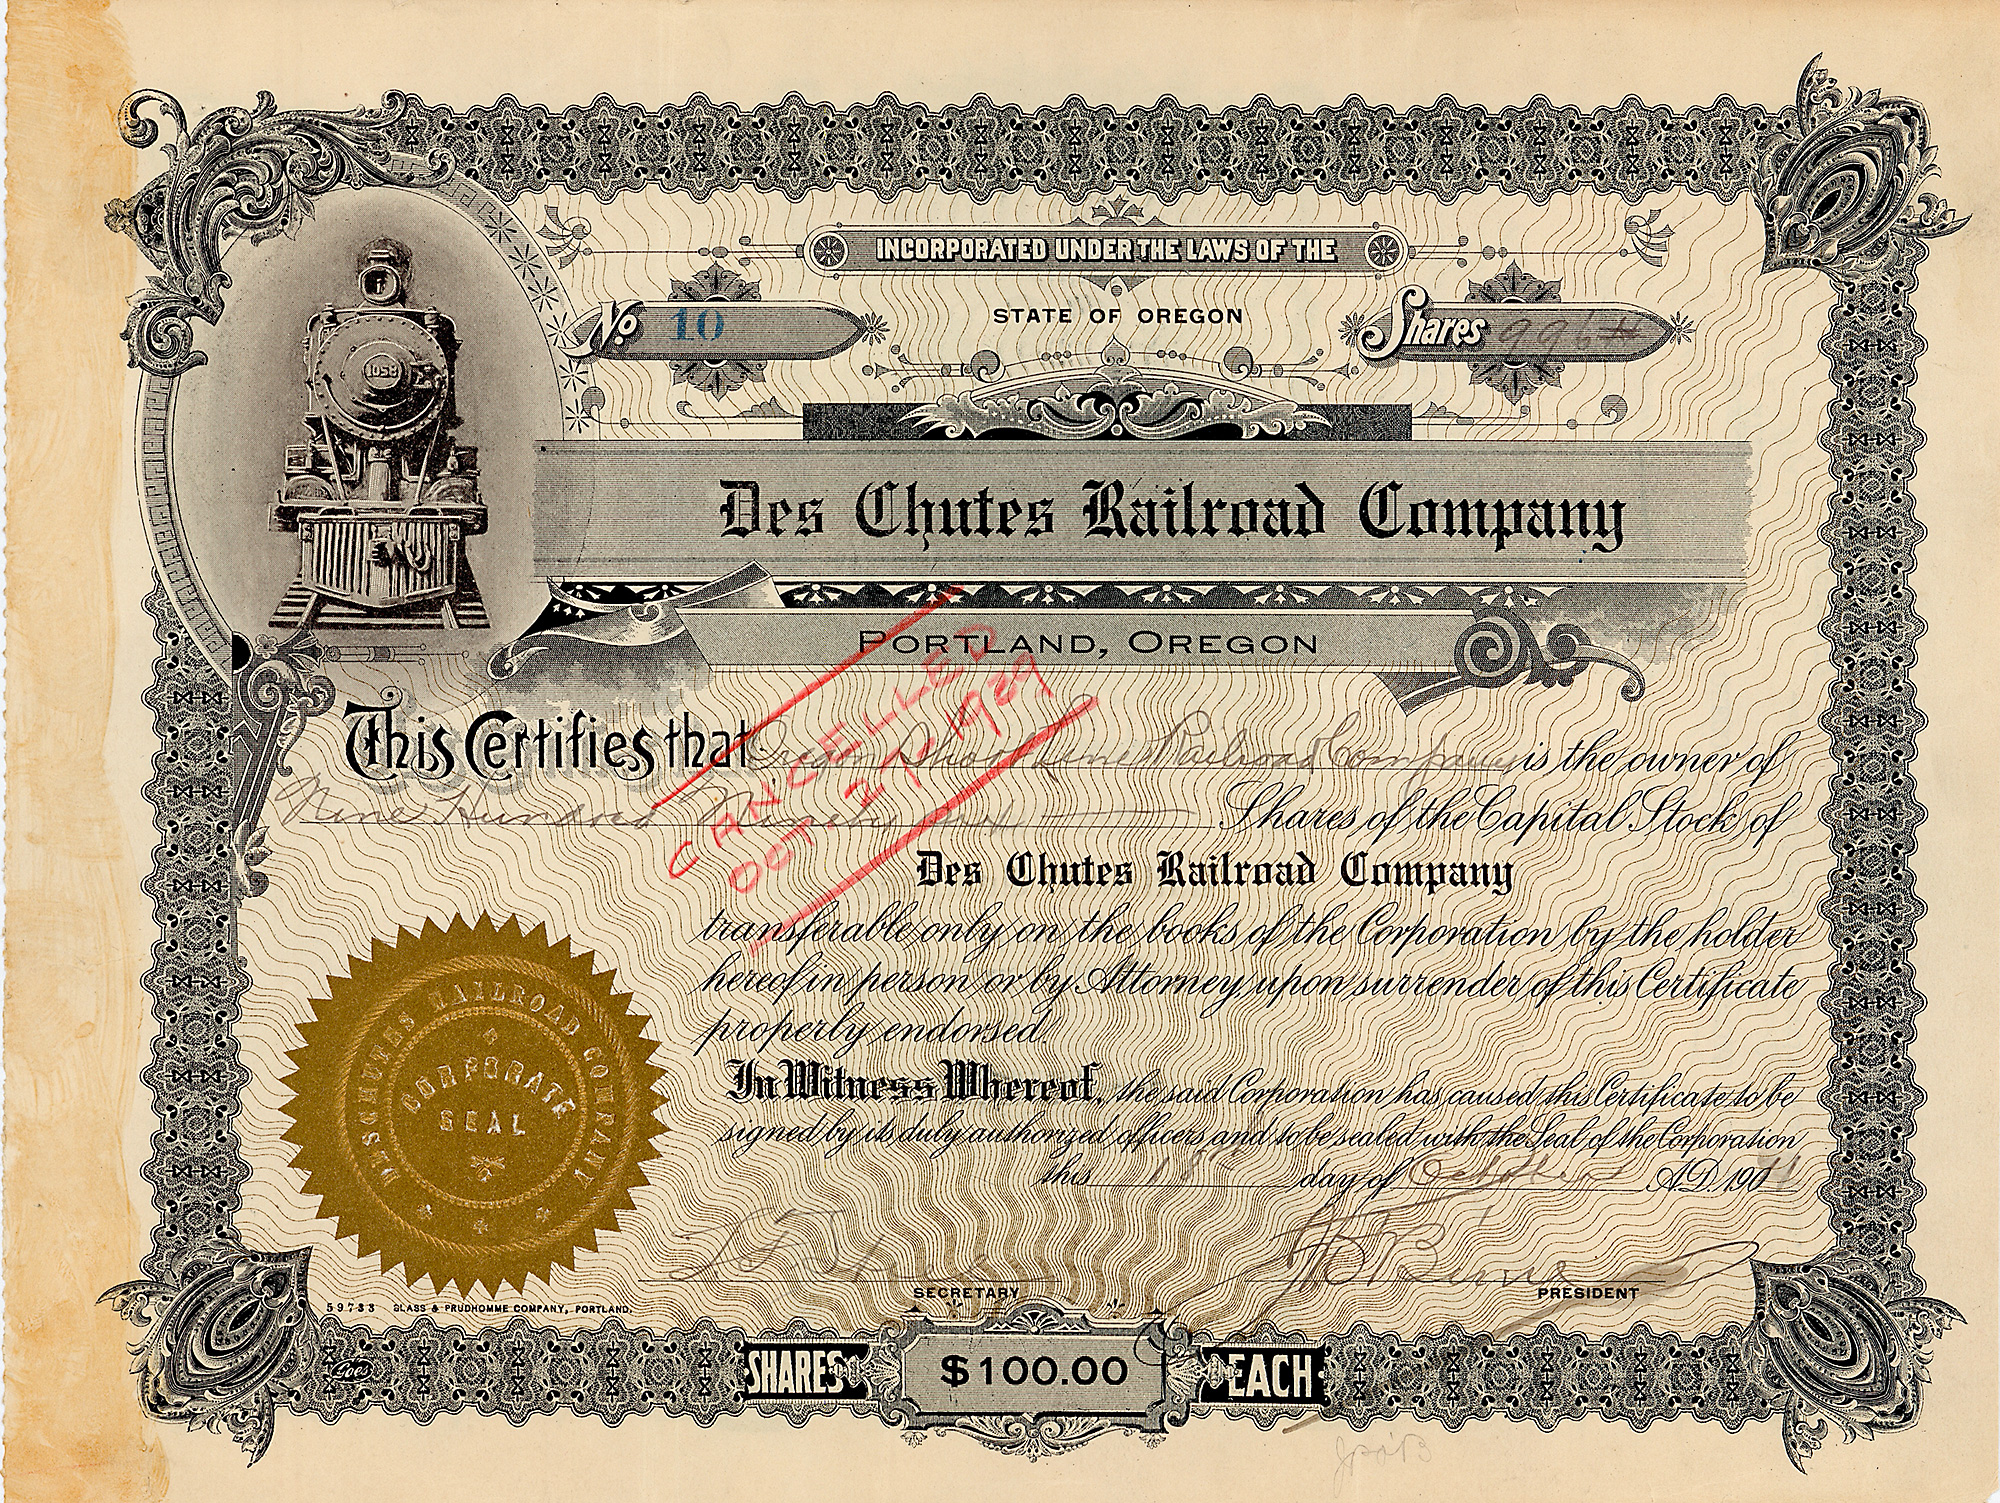 INCORPORATED UNDER THE LAWS OF THE
STATE OF OREGON
No 10
Shares 996
1058
Des Chutes Railroad Company
PORTLAND, OREGON
CANCELLED
OCT. 27-1929
This Certifies that Oregon Short Line Railroad Company is the owner of
Nine Hundred Ninety six Shares of the Capital Stock of
Des Chutes Railroad Company
transferable only on the books of the Corporation by the holder
hereof in person or by Attorney, upon surrender of this Certificate
properly endorsed.
In Witness Whereof, the said Corporation has caused this Certificate to be
signed by its duly authorized officers and to be sealed with the Seal of the Corporation
this 18th day of October A.D. 1911
SECRETARY
PRESIDENT
DESCHUTES RAILROAD COMPANY
CORPORATE
SEAL
59733 GLASS & PRUDHOMME COMPANY, PORTLAND.
Goes
SHARES $100.00 EACH